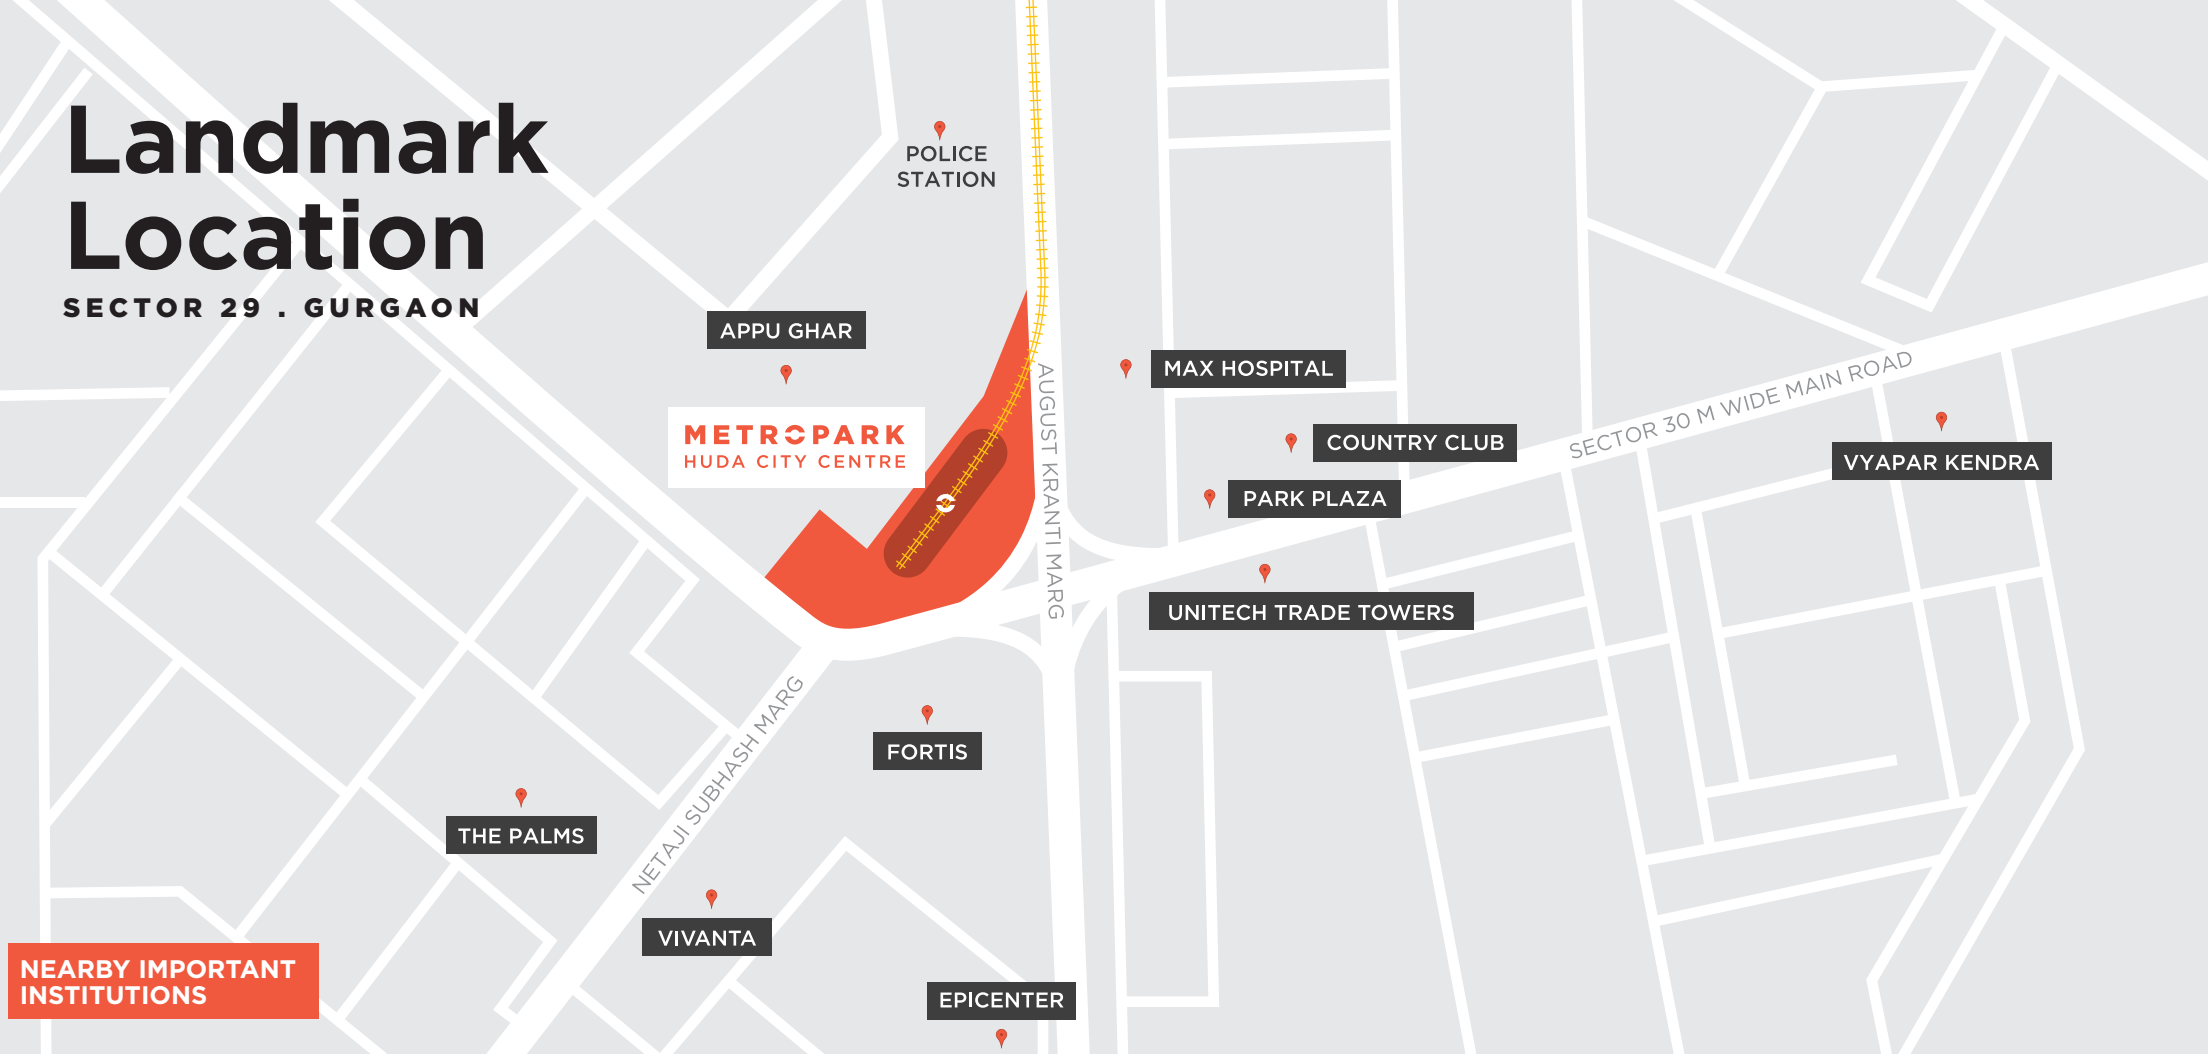 Landmark
Location
SECTOR 29 . GURGAON
POLICE
STATION
APPU GHAR
METROPARK
HUDA CITY CENTRE
AUGUST KRANTI MARG
MAX HOSPITAL
COUNTRY CLUB
PARK PLAZA
SECTOR 30 M WIDE MAIN ROAD
VYAPAR KENDRA
UNITECH TRADE TOWERS
NETAJI SUBHASH MARG
FORTIS
THE PALMS
VIVANTA
EPICENTER
NEARBY IMPORTANT
INSTITUTIONS